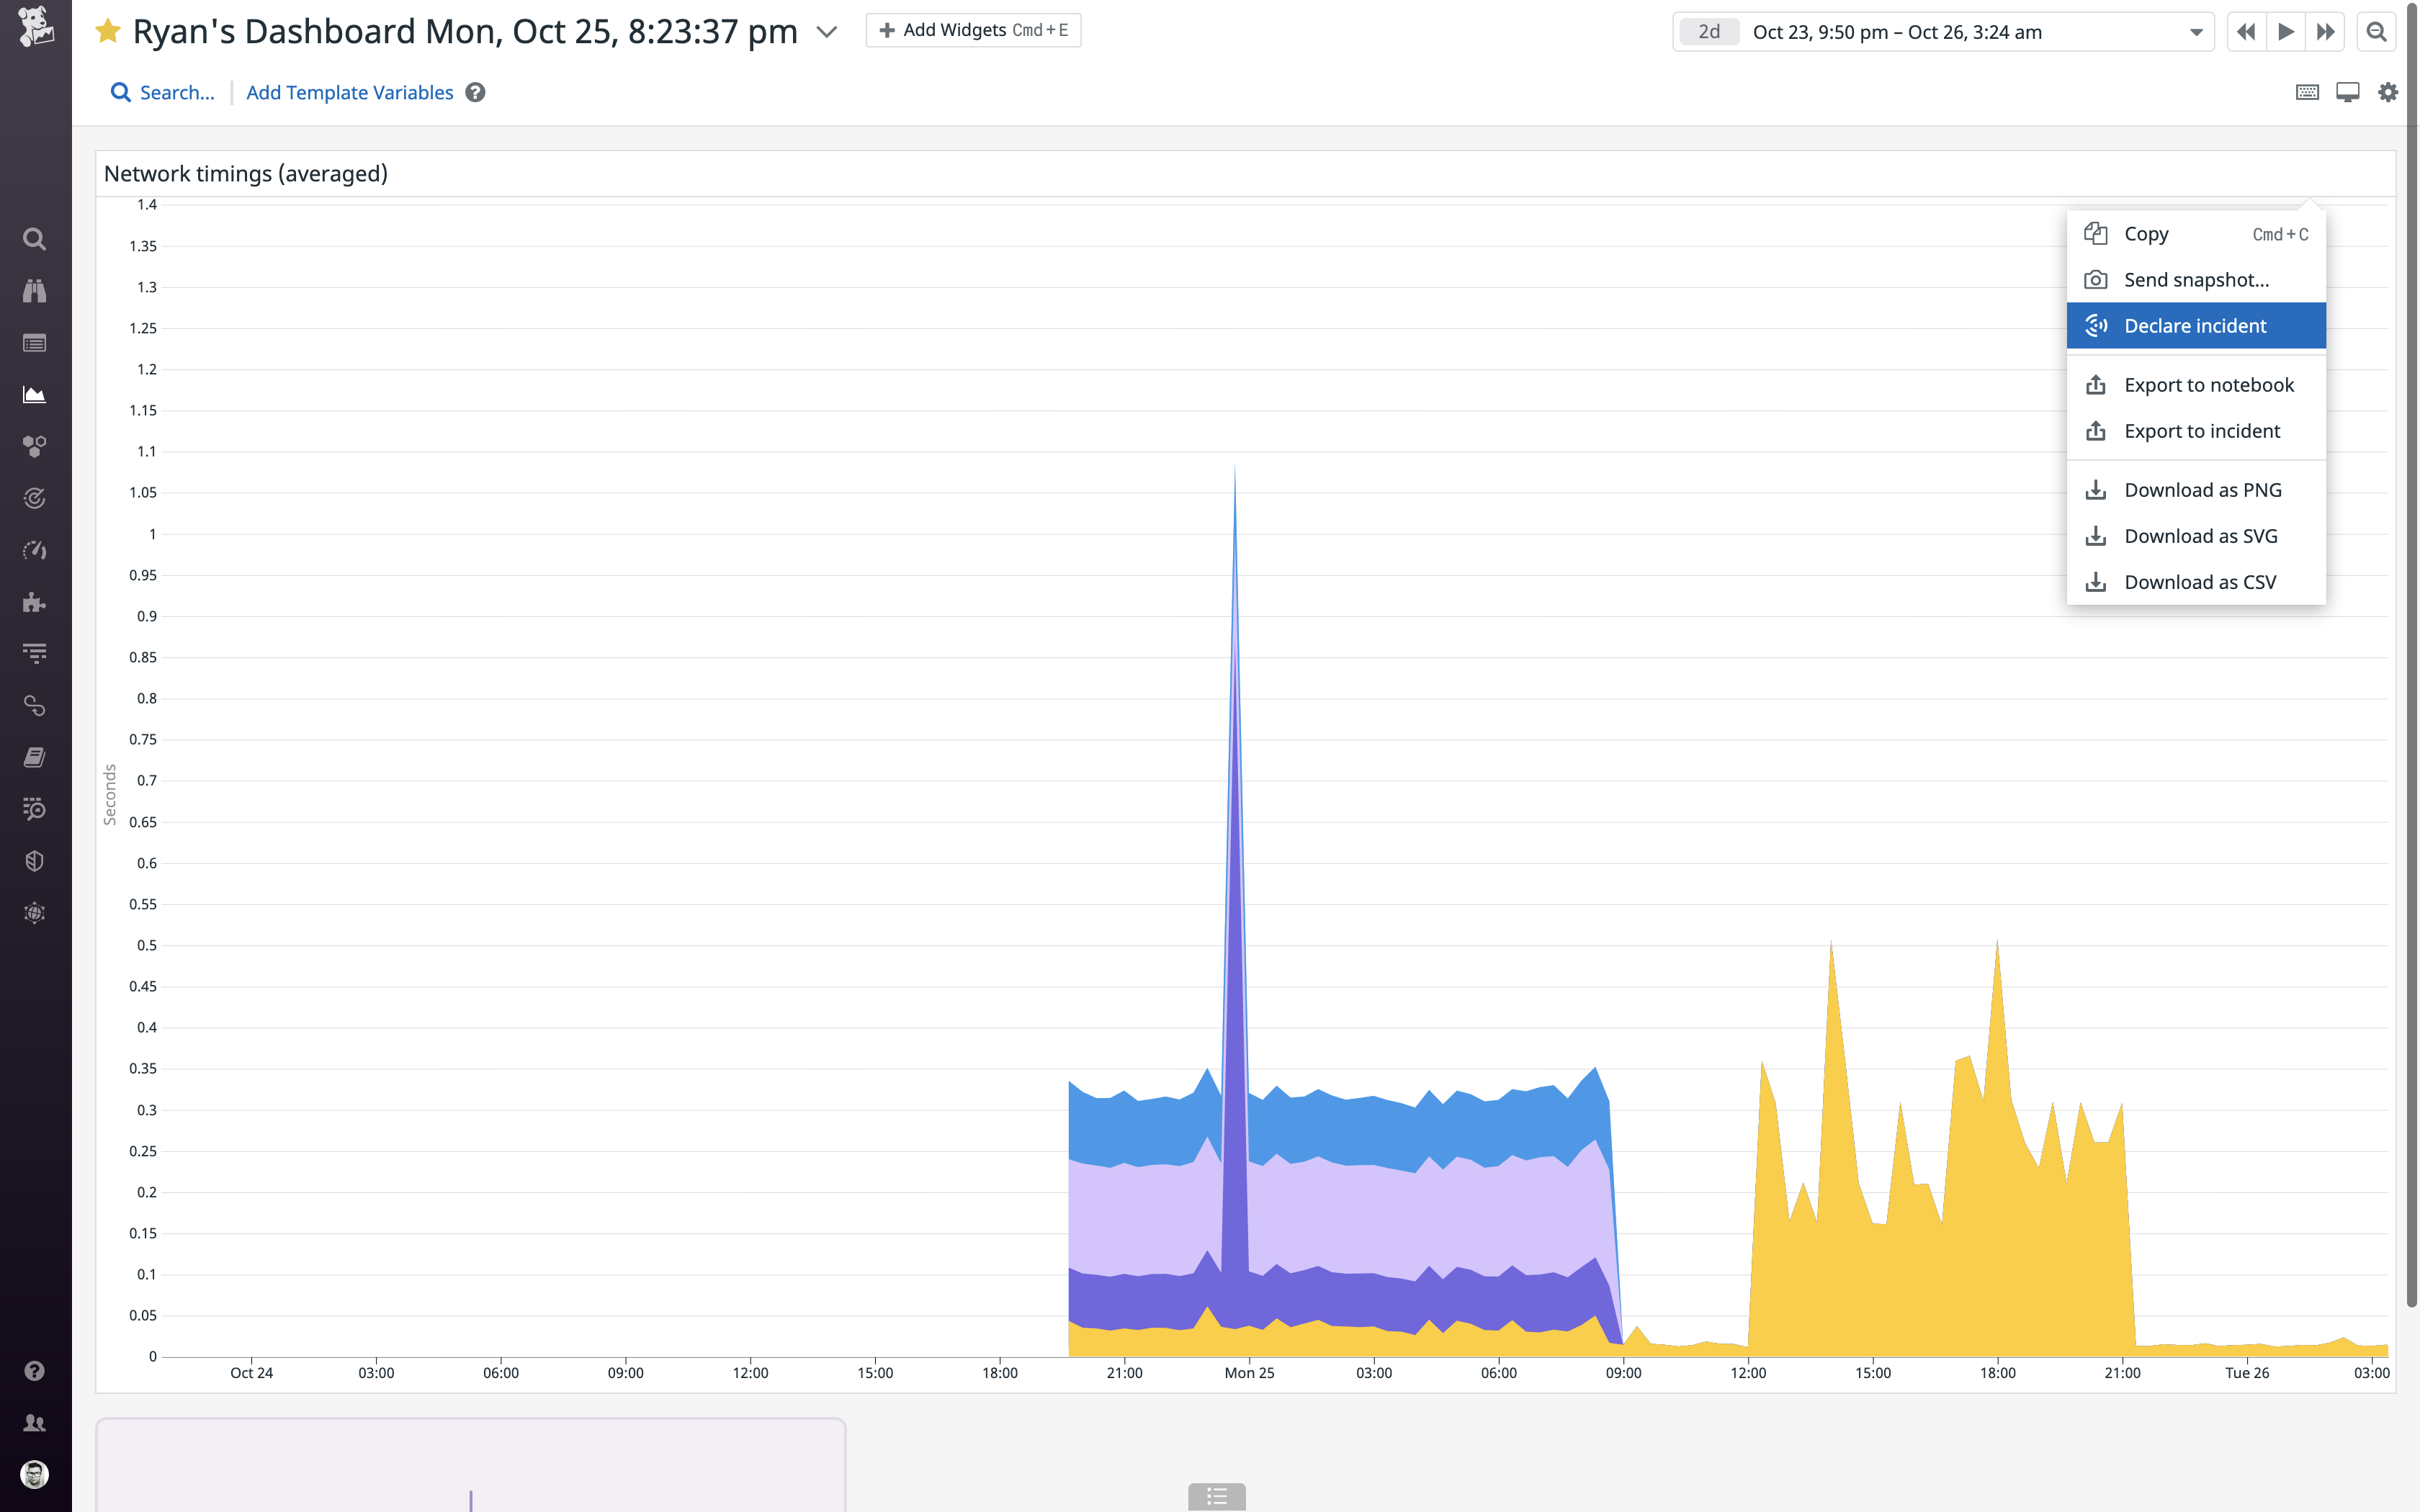 Ryan's Dashboard Mon, Oct 25, 8:23:37 pm
Add Widgets Cmd+E
2d Oct 23, 9:50 pm – Oct 26, 3:24 am
Search...
Add Template Variables
Network timings (averaged)
Copy Cmd+C
Send snapshot...
Declare incident
Export to notebook
Export to incident
Download as PNG
Download as SVG
Download as CSV
Seconds
1.4
1.35
1.3
1.25
1.2
1.15
1.1
1.05
1
0.95
0.9
0.85
0.8
0.75
0.7
0.65
0.6
0.55
0.5
0.45
0.4
0.35
0.3
0.25
0.2
0.15
0.1
0.05
0
Oct 24 03:00 06:00 09:00 12:00 15:00 18:00 21:00 Mon 25 03:00 06:00 09:00 12:00 15:00 18:00 21:00 Tue 26 03:00